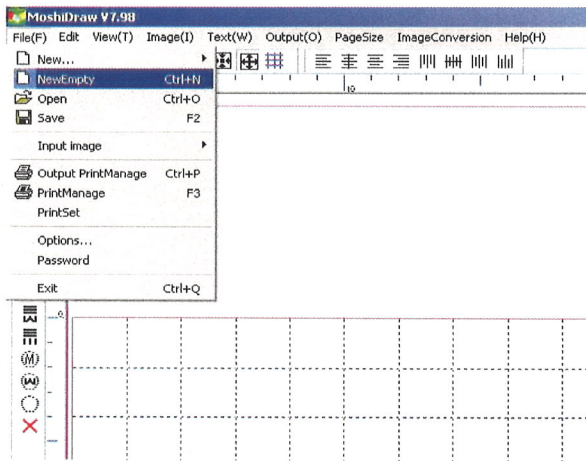 MoshiDraw V7.98
File(F) Edit View(T) Image(I) Text(W) Output(O) PageSize ImageConversion Help(H)
New...
NewEmpty Ctrl+N
Open Ctrl+O
Save F2
Input image
Output PrintManage Ctrl+P
PrintManage F3
PrintSet
Options...
Password
Exit Ctrl+Q
10
0